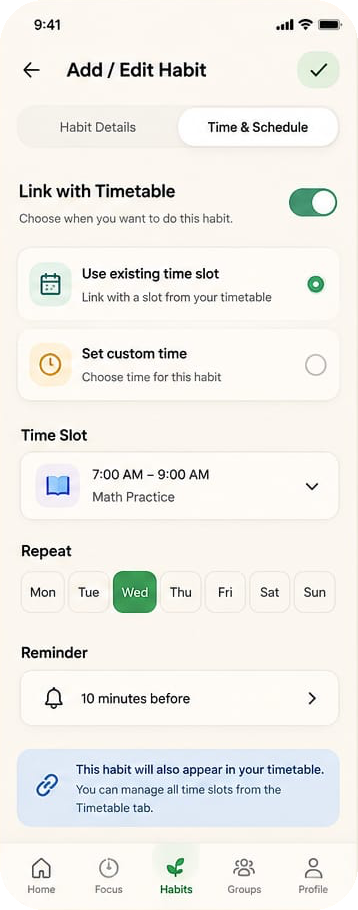 9:41
Add / Edit Habit
Habit Details
Time & Schedule
Link with Timetable
Choose when you want to do this habit.
Use existing time slot
Link with a slot from your timetable
Set custom time
Choose time for this habit
Time Slot
7:00 AM – 9:00 AM
Math Practice
Repeat
Mon Tue Wed Thu Fri Sat Sun
Reminder
10 minutes before
This habit will also appear in your timetable.
You can manage all time slots from the
Timetable tab.
Home Focus Habits Groups Profile